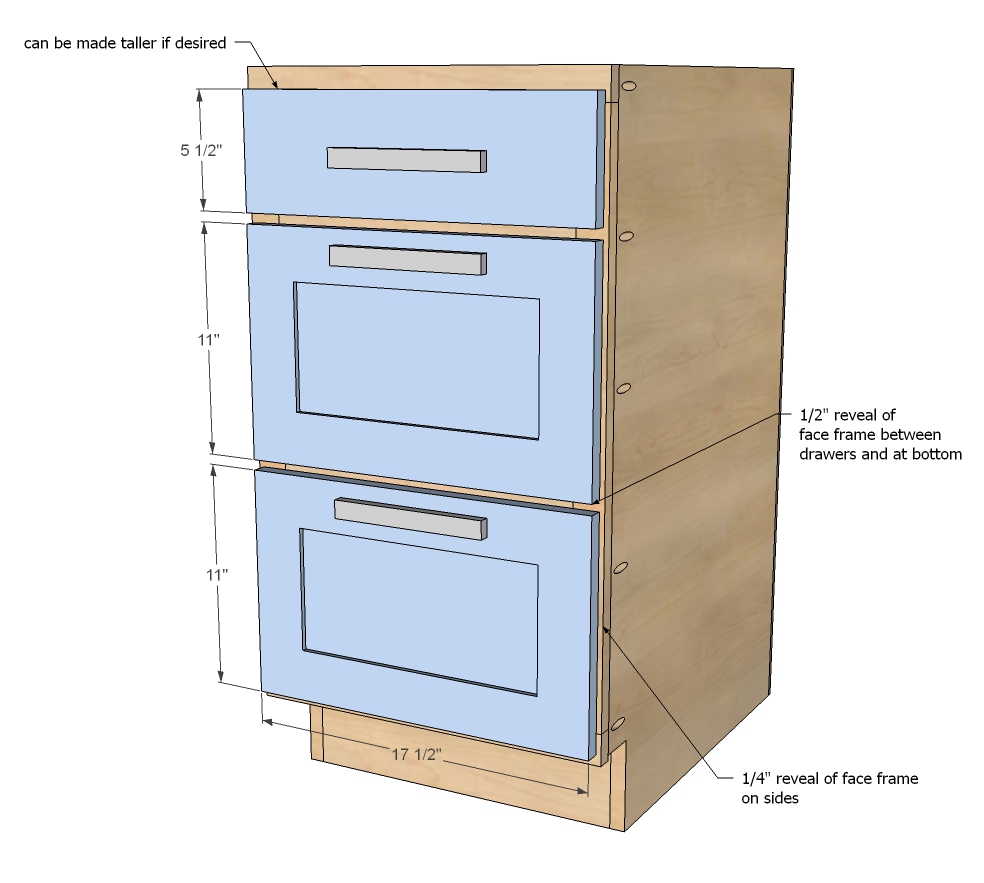 can be made taller if desired
5 1/2"
11"
1/2" reveal of
face frame between
drawers and at bottom
11"
17 1/2"
1/4" reveal of face frame
on sides